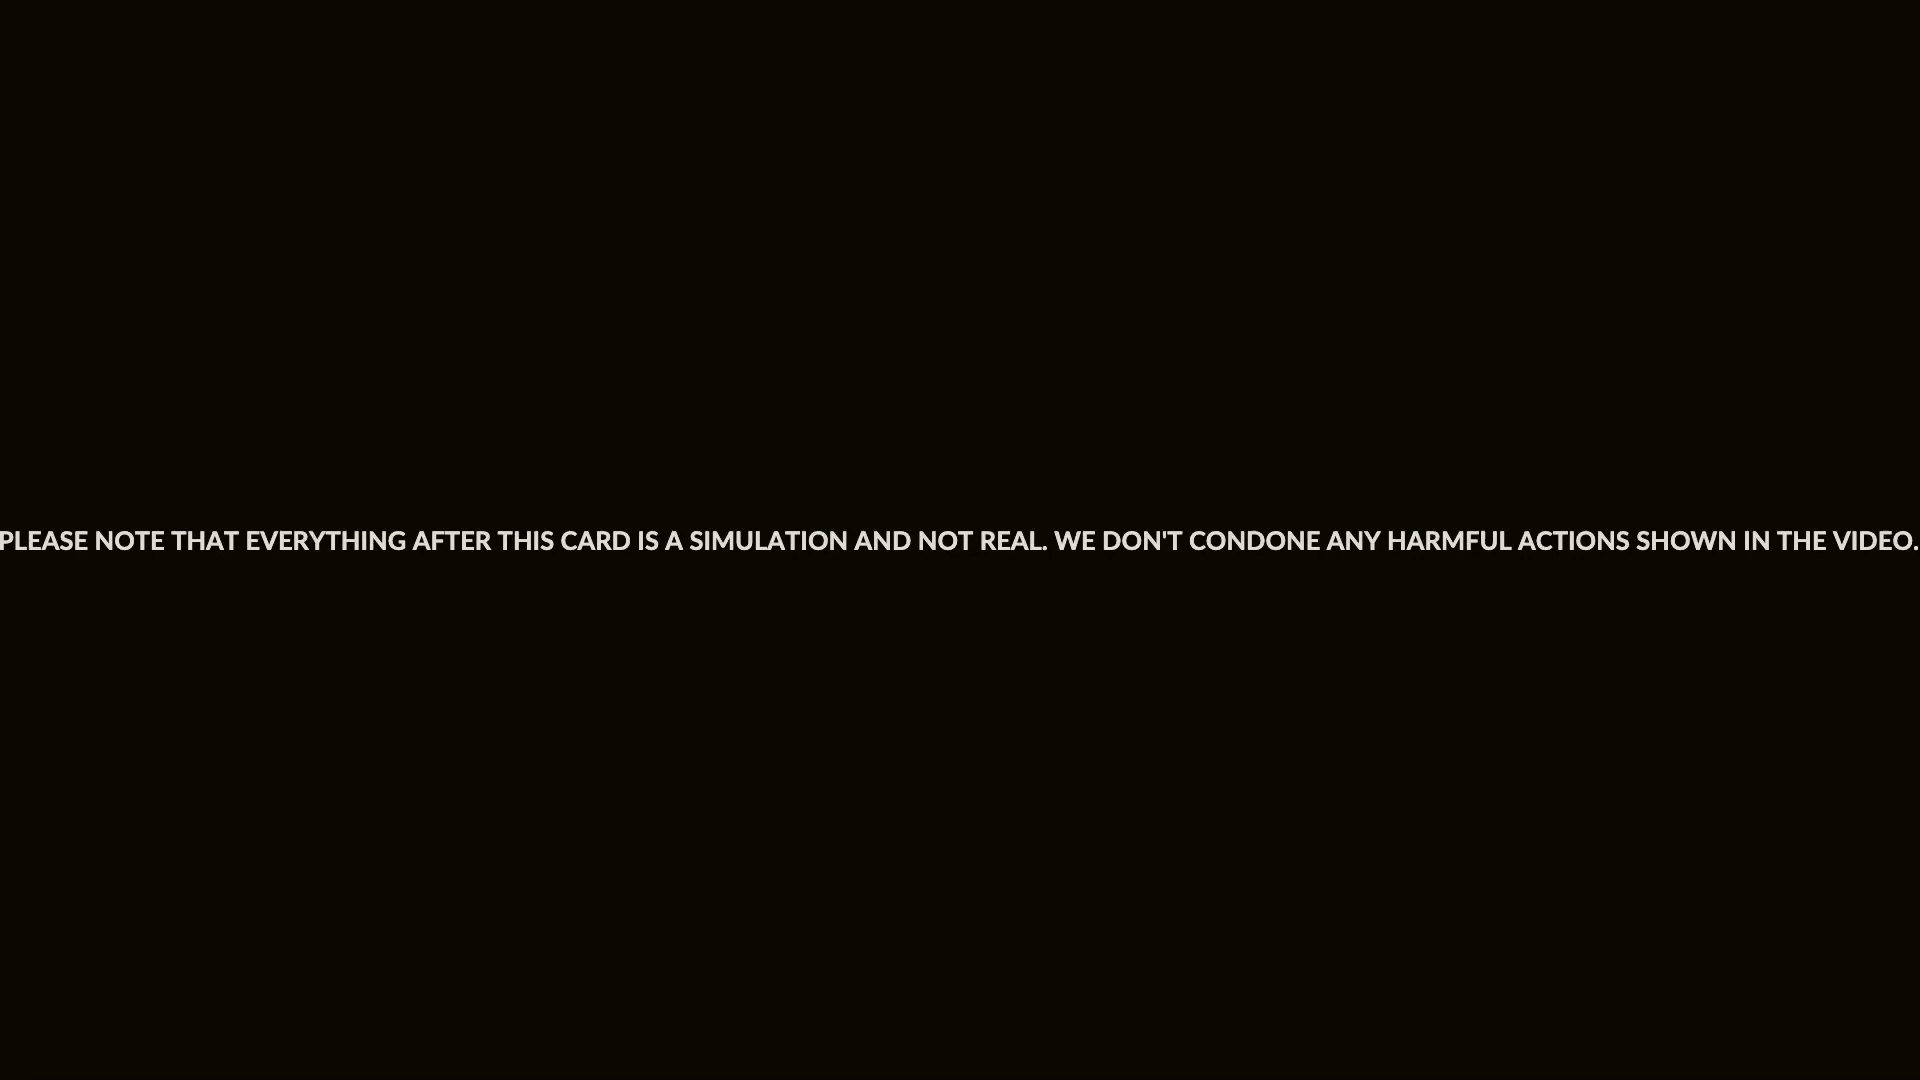 PLEASE NOTE THAT EVERYTHING AFTER THIS CARD IS A SIMULATION AND NOT REAL. WE DON'T CONDONE ANY HARMFUL ACTIONS SHOWN IN THE VIDEO.